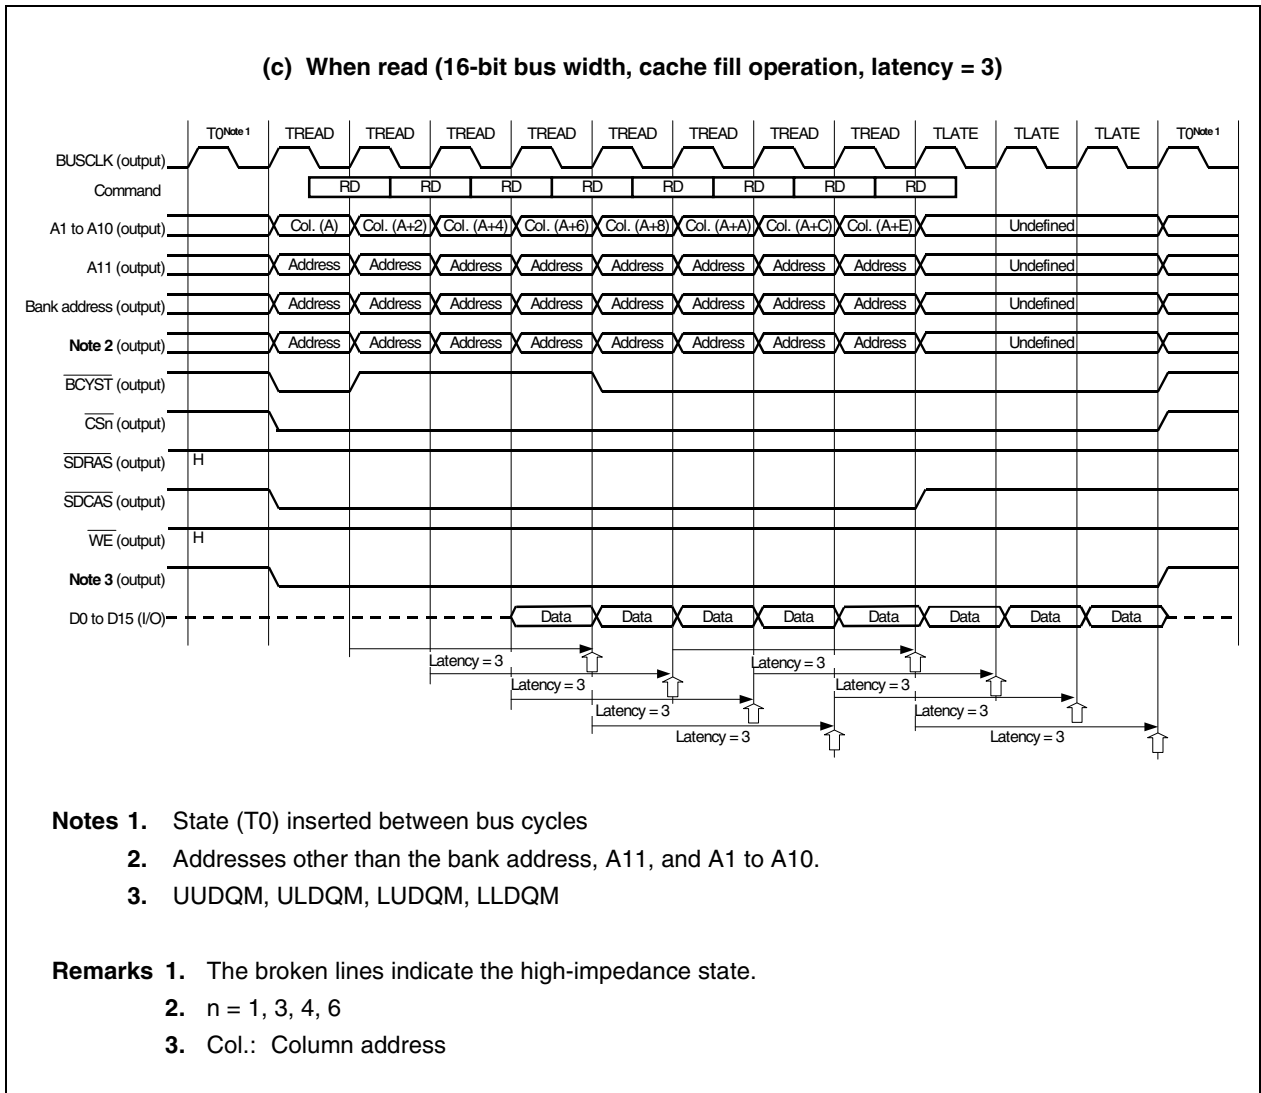 (c) When read (16-bit bus width, cache fill operation, latency = 3)
T0Note 1 TREAD TREAD TREAD TREAD TREAD TREAD TREAD TREAD TLATE TLATE TLATE T0Note 1
BUSCLK (output)
Command RD RD RD RD RD RD RD RD
A1 to A10 (output) Col. (A) Col. (A+2) Col. (A+4) Col. (A+6) Col. (A+8) Col. (A+A) Col. (A+C) Col. (A+E) Undefined
A11 (output) Address Address Address Address Address Address Address Address Undefined
Bank address (output) Address Address Address Address Address Address Address Address Undefined
Note 2 (output) Address Address Address Address Address Address Address Address Undefined
BCYST (output)
CSn (output)
SDRAS (output) H
SDCAS (output)
WE (output) H
Note 3 (output)
D0 to D15 (I/O) Data Data Data Data Data Data Data Data
Latency = 3 Latency = 3
Latency = 3 Latency = 3
Latency = 3 Latency = 3
Latency = 3 Latency = 3
Notes 1. State (T0) inserted between bus cycles
2. Addresses other than the bank address, A11, and A1 to A10.
3. UUDQM, ULDQM, LUDQM, LLDQM
Remarks 1. The broken lines indicate the high-impedance state.
2. n = 1, 3, 4, 6
3. Col.: Column address